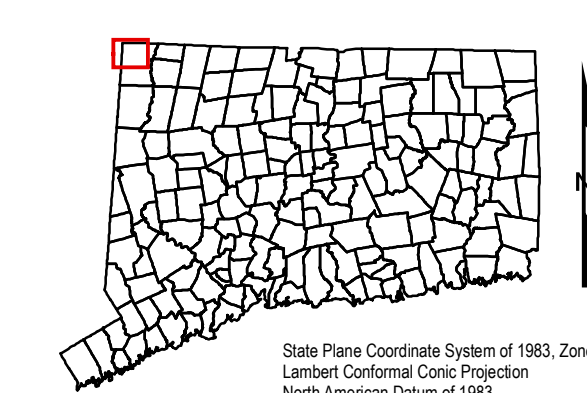 N
State Plane Coordinate System of 1983, Zon
Lambert Conformal Conic Projection
North American Datum of 1983